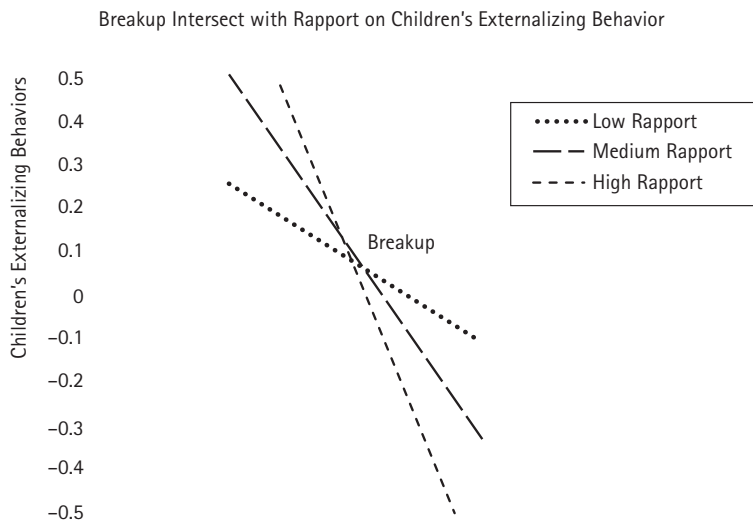 Breakup Intersect with Rapport on Children's Externalizing Behavior
Children's Externalizing Behaviors
0.5
0.4
0.3
0.2
0.1
0
−0.1
−0.2
−0.3
−0.4
−0.5
Breakup
Low Rapport
Medium Rapport
High Rapport